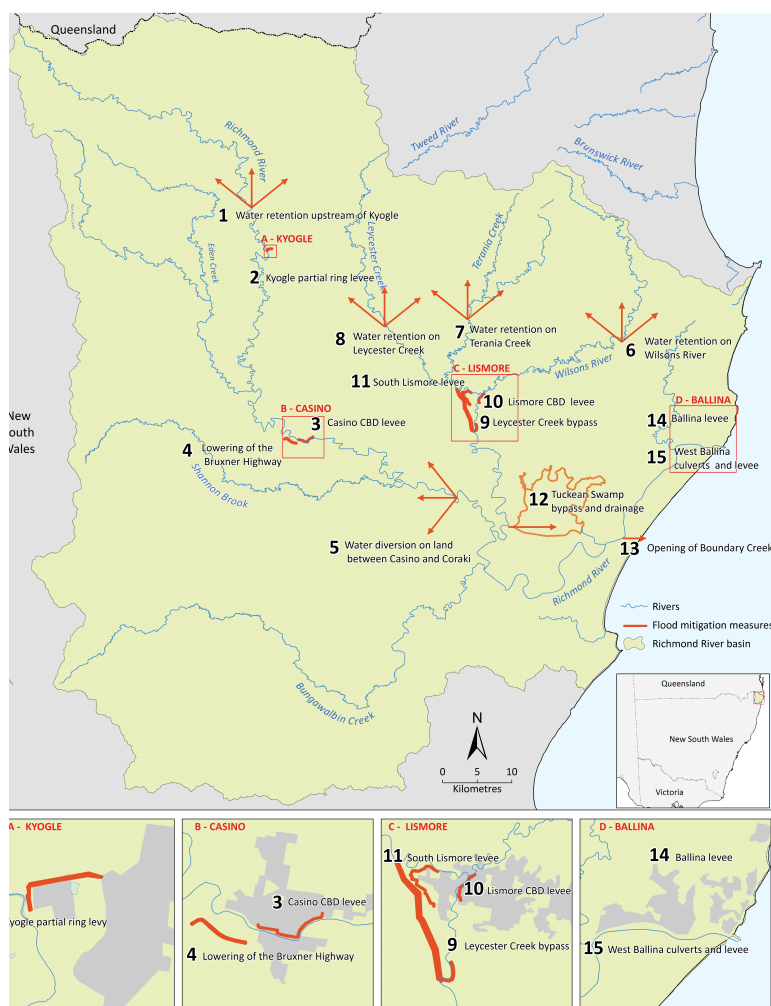 Queensland
Richmond River
Tweed River
Brunswick River
1 Water retention upstream of Kyogle
A - KYOGLE
Eden Creek
Leycester Creek
Terania Creek
2 Kyogle partial ring levee
8 Water retention on
Leycester Creek
7 Water retention on
Terania Creek
6 Water retention on
Wilsons River
Wilsons River
C - LISMORE
11 South Lismore levee
10 Lismore CBD levee
9 Leycester Creek bypass
D - BALLINA
14 Ballina levee
15 West Ballina
culverts and levee
B - CASINO
3 Casino CBD levee
New
outh
Wales
4 Lowering of the
Bruxner Highway
Shannon Brook
12 Tuckean Swamp
bypass and drainage
5 Water diversion on land
between Casino and Coraki
13 Opening of Boundary Creek
Richmond River
Bungawalbin Creek
Rivers
Flood mitigation measures
Richmond River basin
N
0 5 10
Kilometres
Queensland
New South Wales
Victoria
A - KYOGLE
yogle partial ring levy
B - CASINO
3 Casino CBD levee
4 Lowering of the Bruxner Highway
C - LISMORE
11 South Lismore levee
10 Lismore CBD levee
9 Leycester Creek bypass
D - BALLINA
14 Ballina levee
15 West Ballina culverts and levee